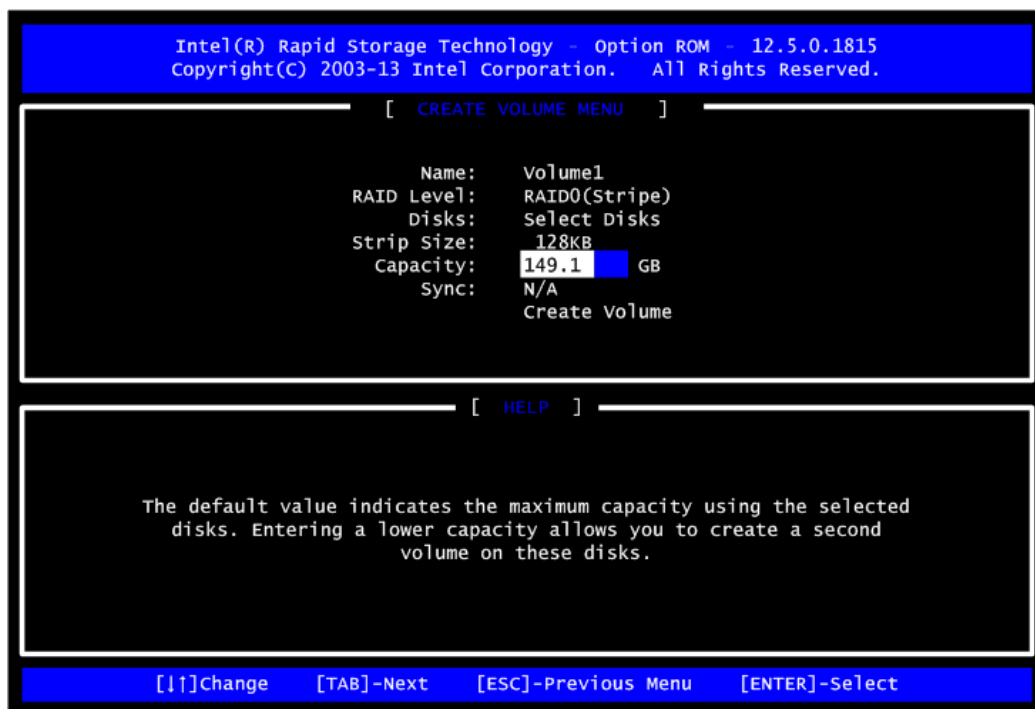 Intel(R) Rapid Storage Technology - Option ROM - 12.5.0.1815
Copyright(C) 2003-13 Intel Corporation. All Rights Reserved.
[ CREATE VOLUME MENU ]
Name: Volume1
RAID Level: RAID0(Stripe)
Disks: Select Disks
Strip Size: 128KB
Capacity: 149.1 GB
Sync: N/A
Create Volume
[ HELP ]
The default value indicates the maximum capacity using the selected
disks. Entering a lower capacity allows you to create a second
volume on these disks.
[↓↑]Change [TAB]-Next [ESC]-Previous Menu [ENTER]-Select